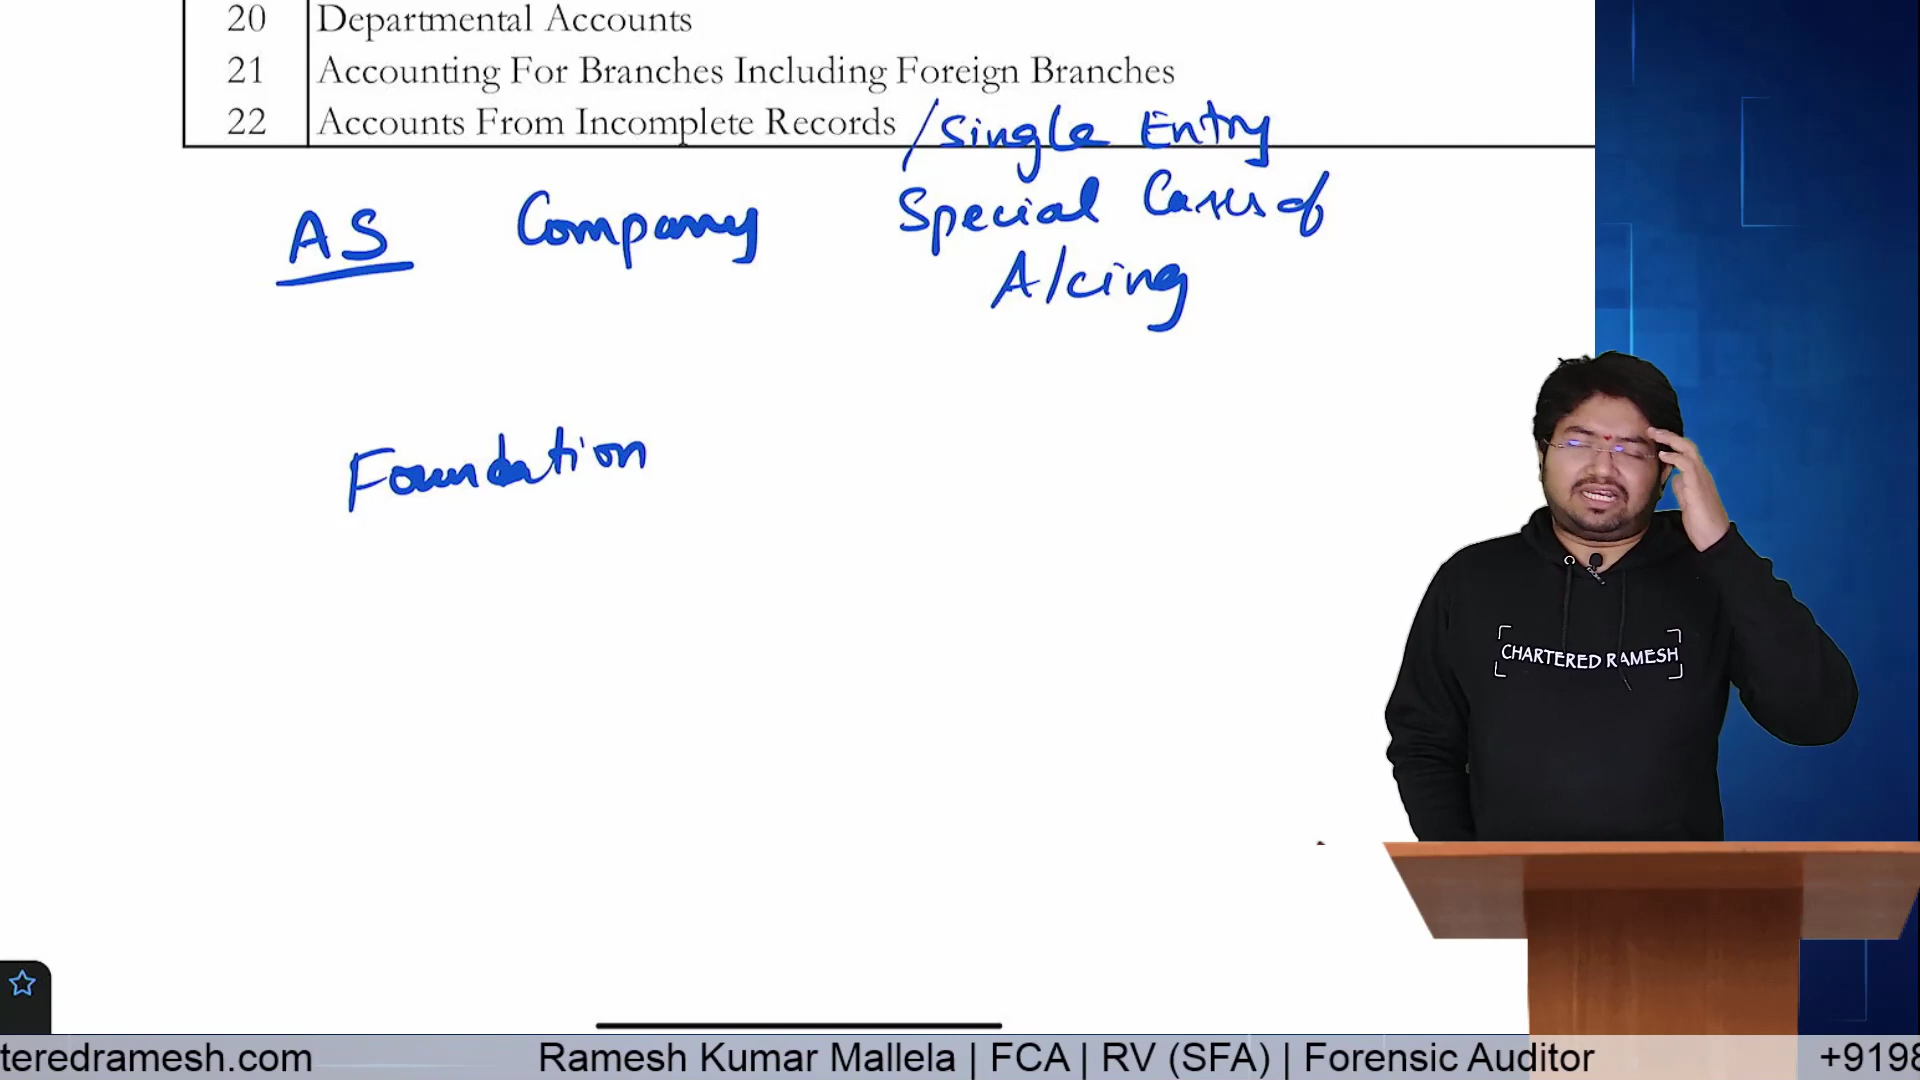 20 Departmental Accounts
21 Accounting For Branches Including Foreign Branches
22 Accounts From Incomplete Records /Single Entry
AS Company Special Cases of
A/cing
Foundation
CHARTERED RAMESH
teredramesh.com Ramesh Kumar Mallela | FCA | RV (SFA) | Forensic Auditor +9198